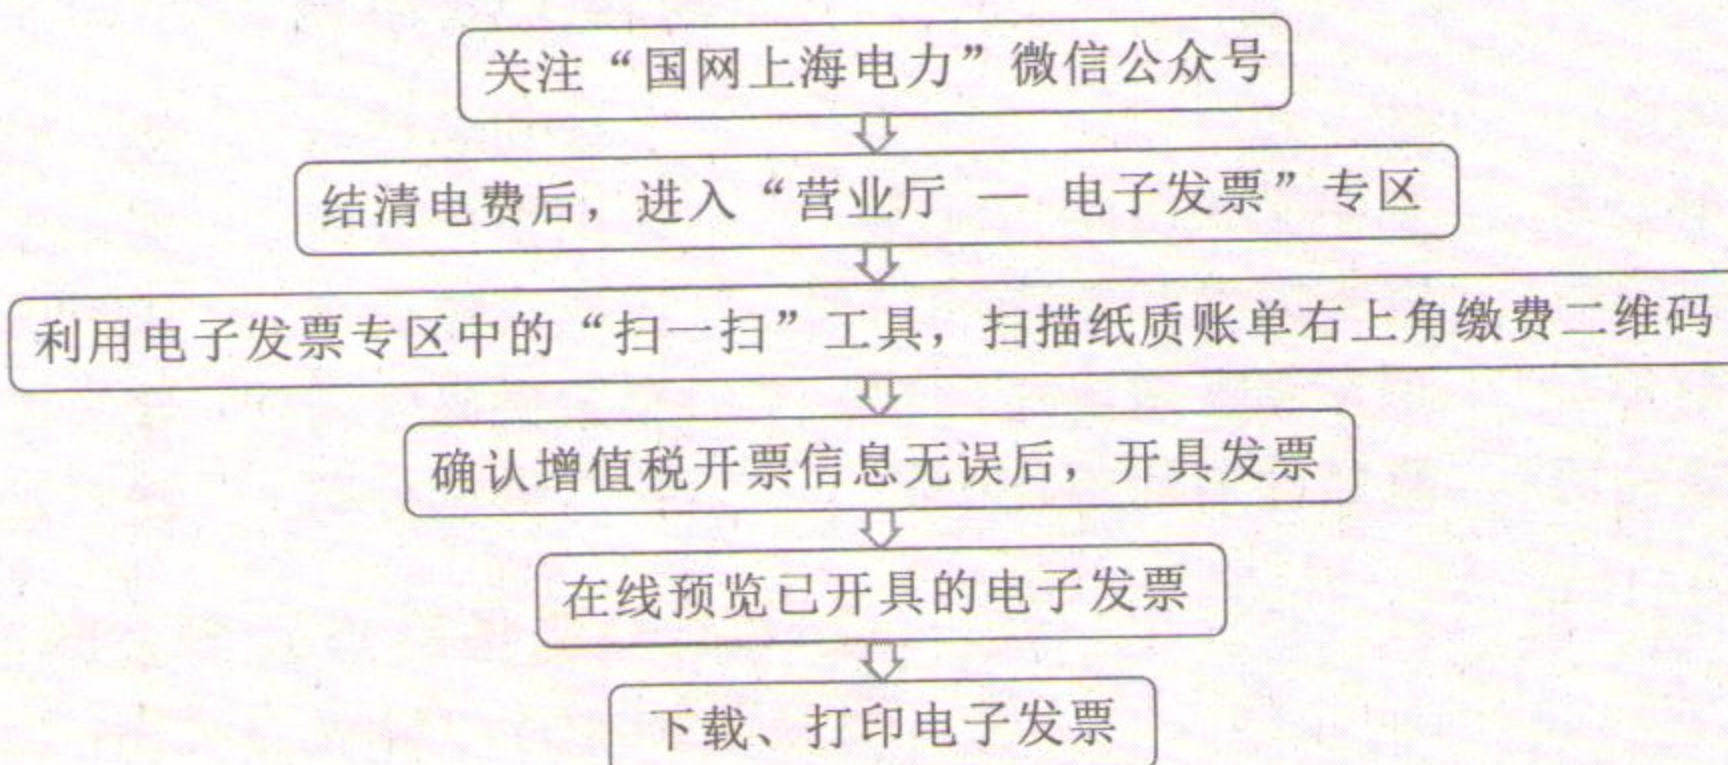 关注“国网上海电力”微信公众号
结清电费后，进入“营业厅 — 电子发票”专区
利用电子发票专区中的“扫一扫”工具，扫描纸质账单右上角缴费二维码
确认增值税开票信息无误后，开具发票
在线预览已开具的电子发票
下载、打印电子发票